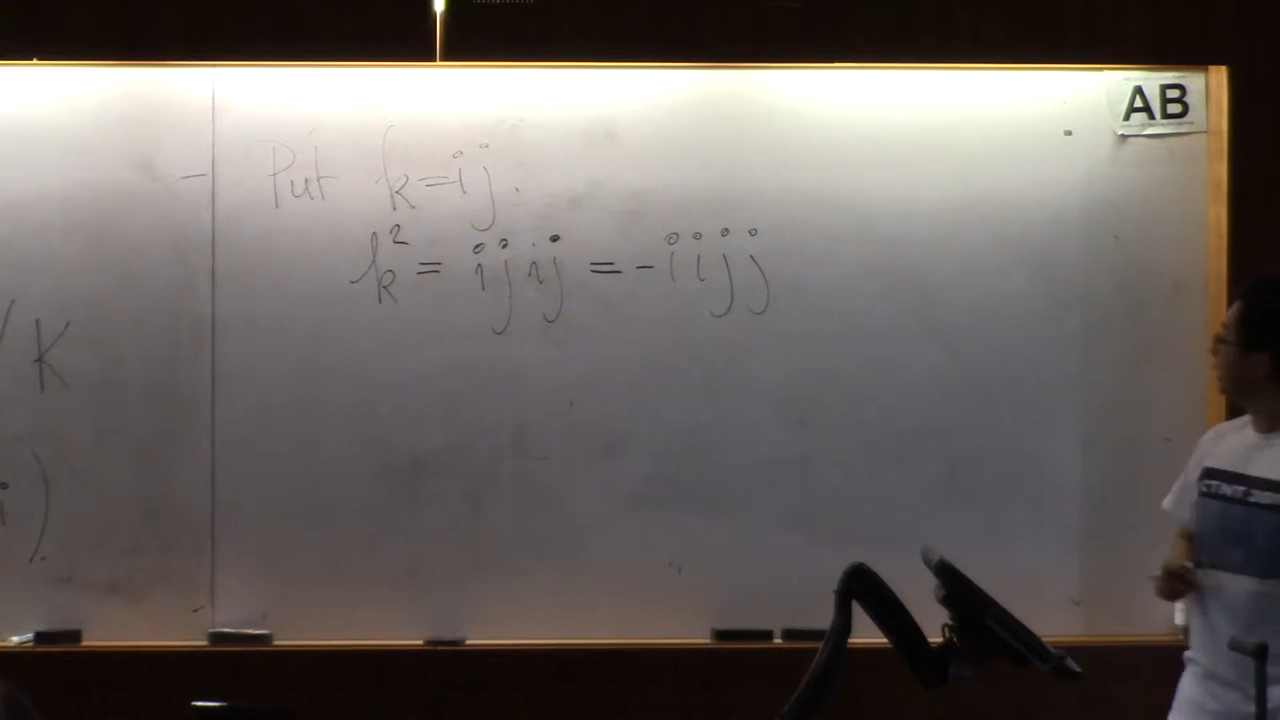 AB
- Put k = ij.
k² = ijij = -iijj
/K
i).